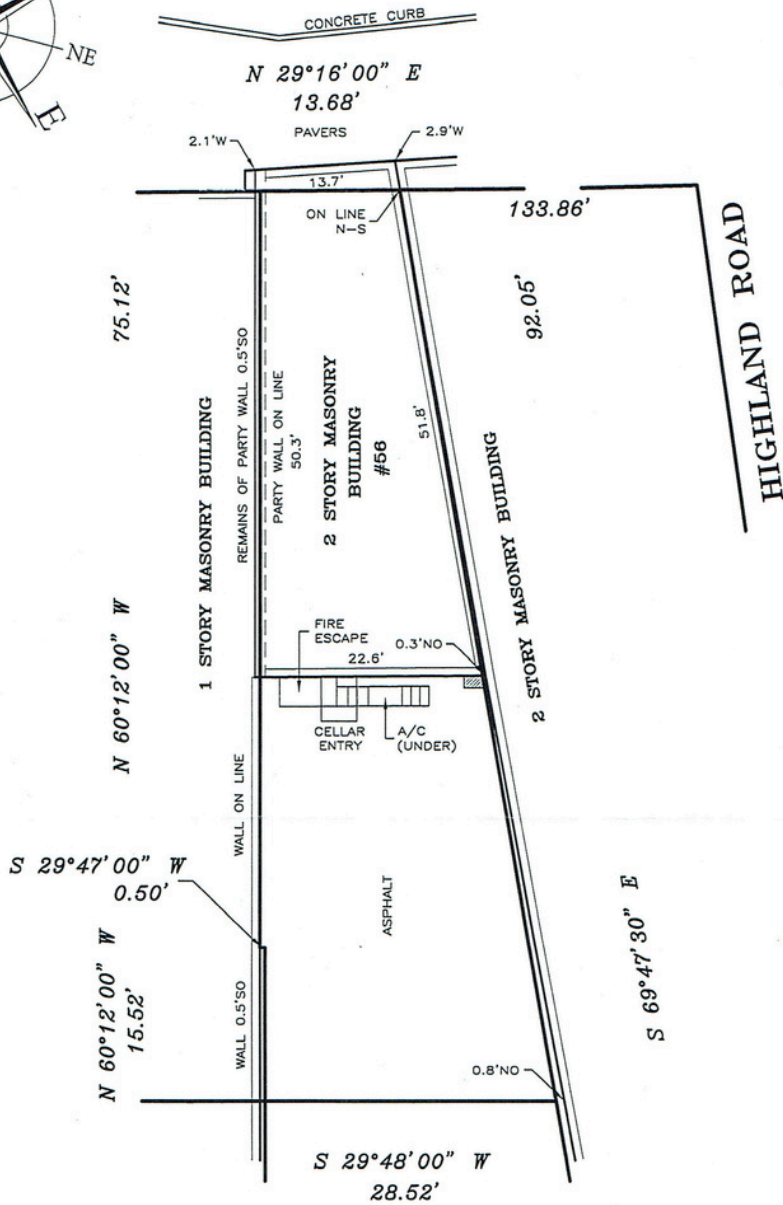 CONCRETE CURB
NE
E
N 29°16'00" E
13.68'
PAVERS
2.1'W
2.9'W
13.7'
ON LINE
N-S
133.86'
HIGHLAND ROAD
75.12'
92.05'
1 STORY MASONRY BUILDING
REMAINS OF PARTY WALL 0.5'SO
PARTY WALL ON LINE
50.3'
2 STORY MASONRY
BUILDING
#56
51.8'
2 STORY MASONRY BUILDING
N 60°12'00" W
FIRE
ESCAPE
0.3'NO
22.6'
CELLAR
ENTRY
A/C
(UNDER)
WALL ON LINE
S 29°47'00" W
0.50'
ASPHALT
S 69°47'30" E
N 60°12'00" W
15.52'
WALL 0.5'SO
0.8'NO
S 29°48'00" W
28.52'